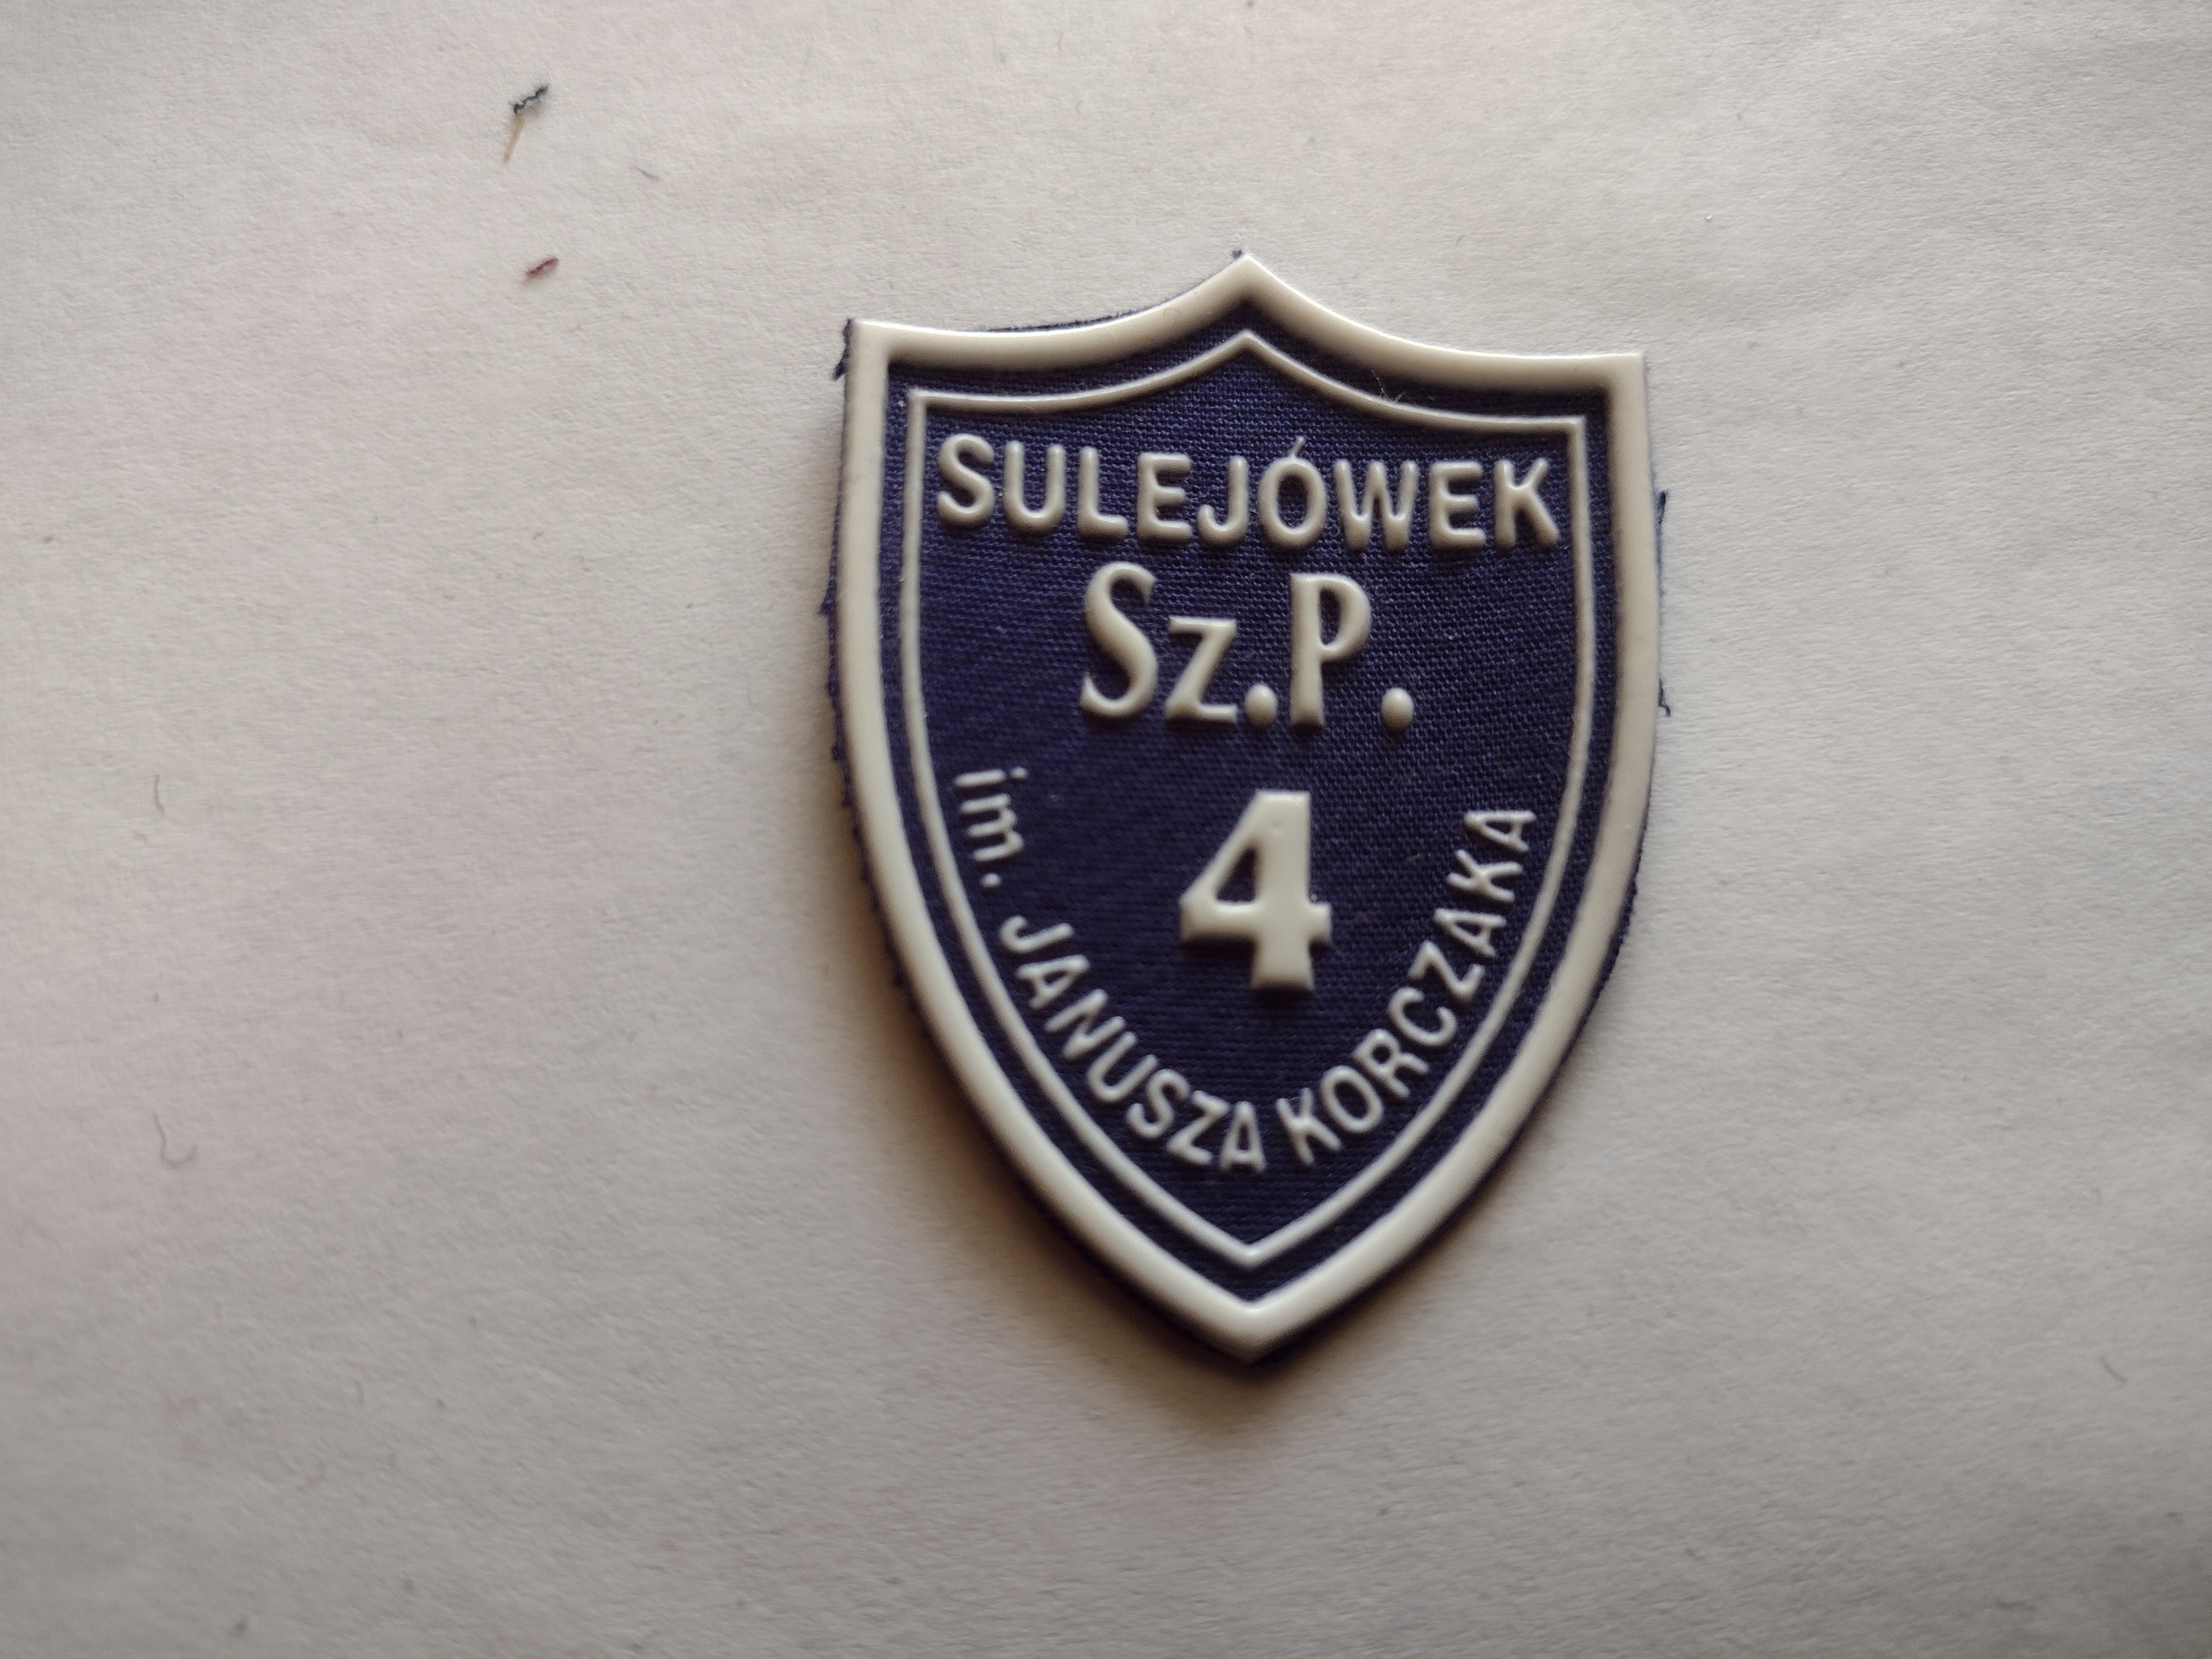 SULEJÓWEK
Sz.P.
4
im. JANUSZA KORCZAKA